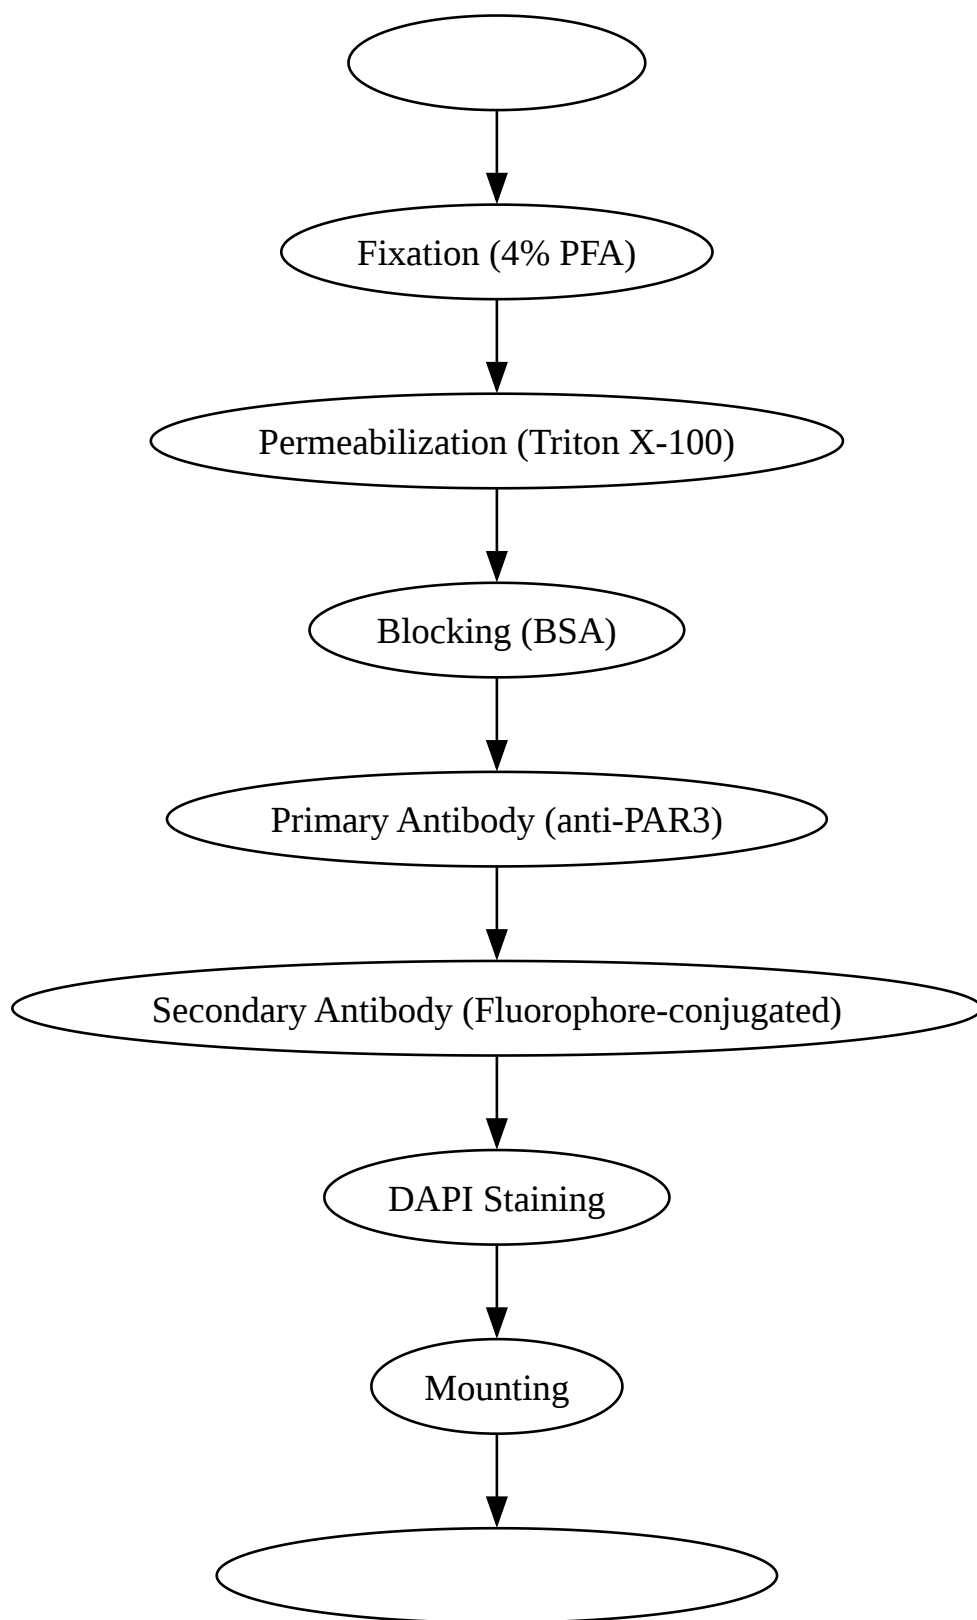 Fixation (4% PFA)
Permeabilization (Triton X-100)
Blocking (BSA)
Primary Antibody (anti-PAR3)
Secondary Antibody (Fluorophore-conjugated)
DAPI Staining
Mounting